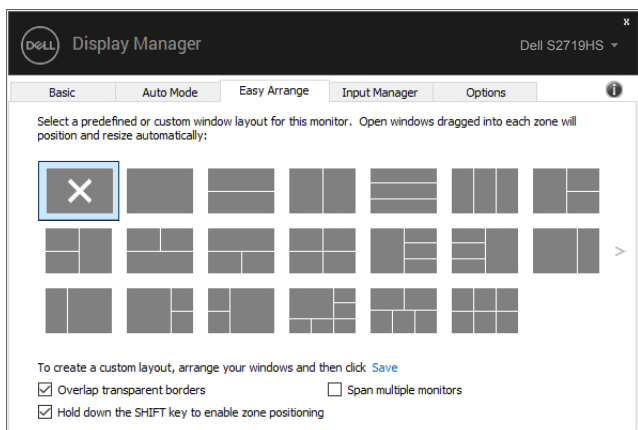 x
DELL Display Manager Dell S2719HS
Basic Auto Mode Easy Arrange Input Manager Options i
Select a predefined or custom window layout for this monitor. Open windows dragged into each zone will
position and resize automatically:
>
To create a custom layout, arrange your windows and then click Save
Overlap transparent borders Span multiple monitors
Hold down the SHIFT key to enable zone positioning